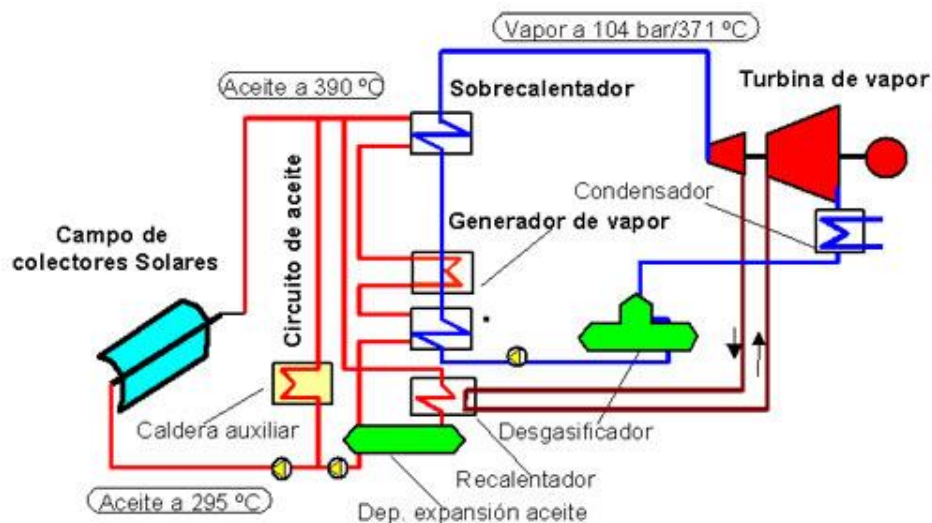 Vapor a 104 bar/371 ºC
Aceite a 390 ºC
Sobrecalentador
Turbina de vapor
Circuito de aceite
Condensador
Generador de vapor
Campo de
colectores Solares
Caldera auxiliar
Desgasificador
Recalentador
Aceite a 295 ºC
Dep. expansión aceite